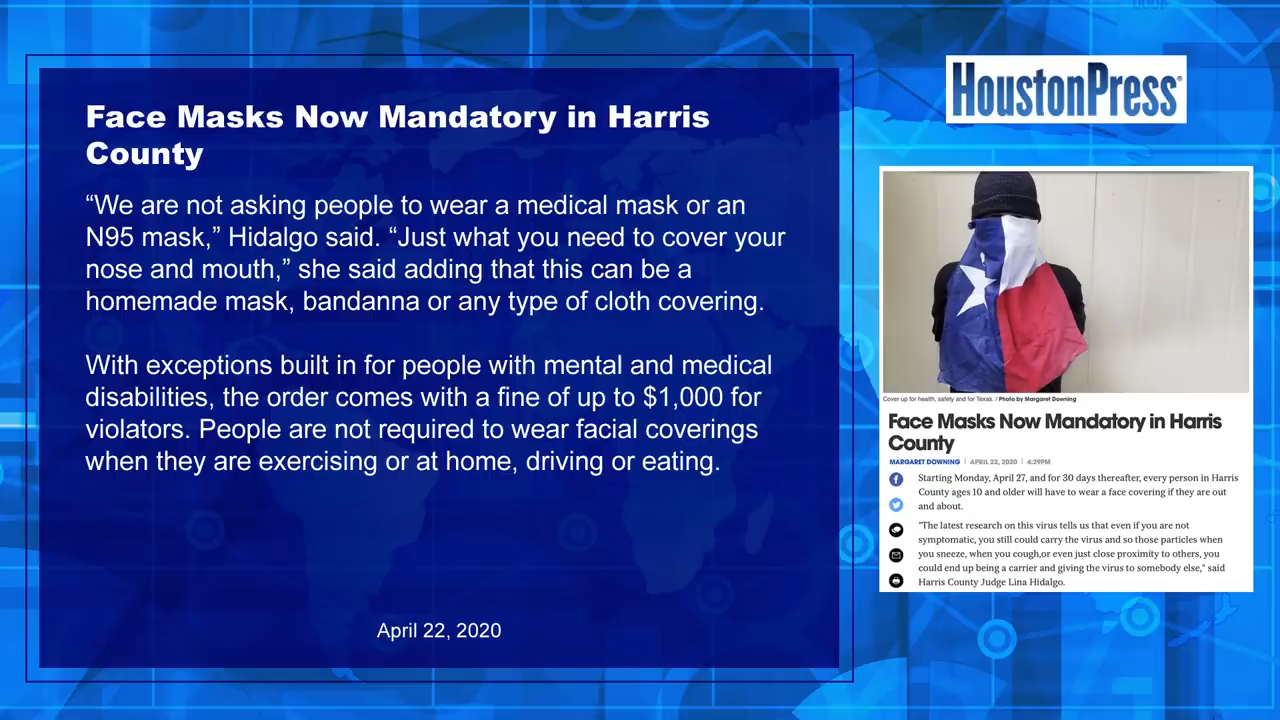 Face Masks Now Mandatory in Harris
County
“We are not asking people to wear a medical mask or an
N95 mask,” Hidalgo said. “Just what you need to cover your
nose and mouth,” she said adding that this can be a
homemade mask, bandanna or any type of cloth covering.
With exceptions built in for people with mental and medical
disabilities, the order comes with a fine of up to $1,000 for
violators. People are not required to wear facial coverings
when they are exercising or at home, driving or eating.
April 22, 2020
HoustonPress®
Cover up for health, safety and for Texas. / Photo by Margaret Downing
Face Masks Now Mandatory in Harris
County
MARGARET DOWNING | APRIL 22, 2020 | 4:29PM
Starting Monday, April 27, and for 30 days thereafter, every person in Harris
County ages 10 and older will have to wear a face covering if they are out
and about.
"The latest research on this virus tells us that even if you are not
symptomatic, you still could carry the virus and so those particles when
you sneeze, when you cough,or even just close proximity to others, you
could end up being a carrier and giving the virus to somebody else," said
Harris County Judge Lina Hidalgo.